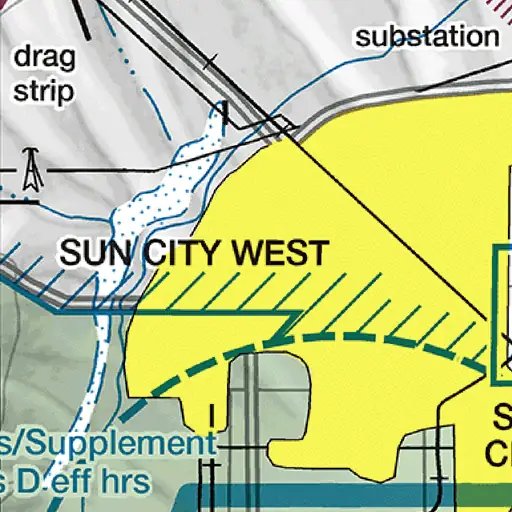 substation
drag
strip
SUN CITY WEST
s/Supplement
s D eff hrs
S
C